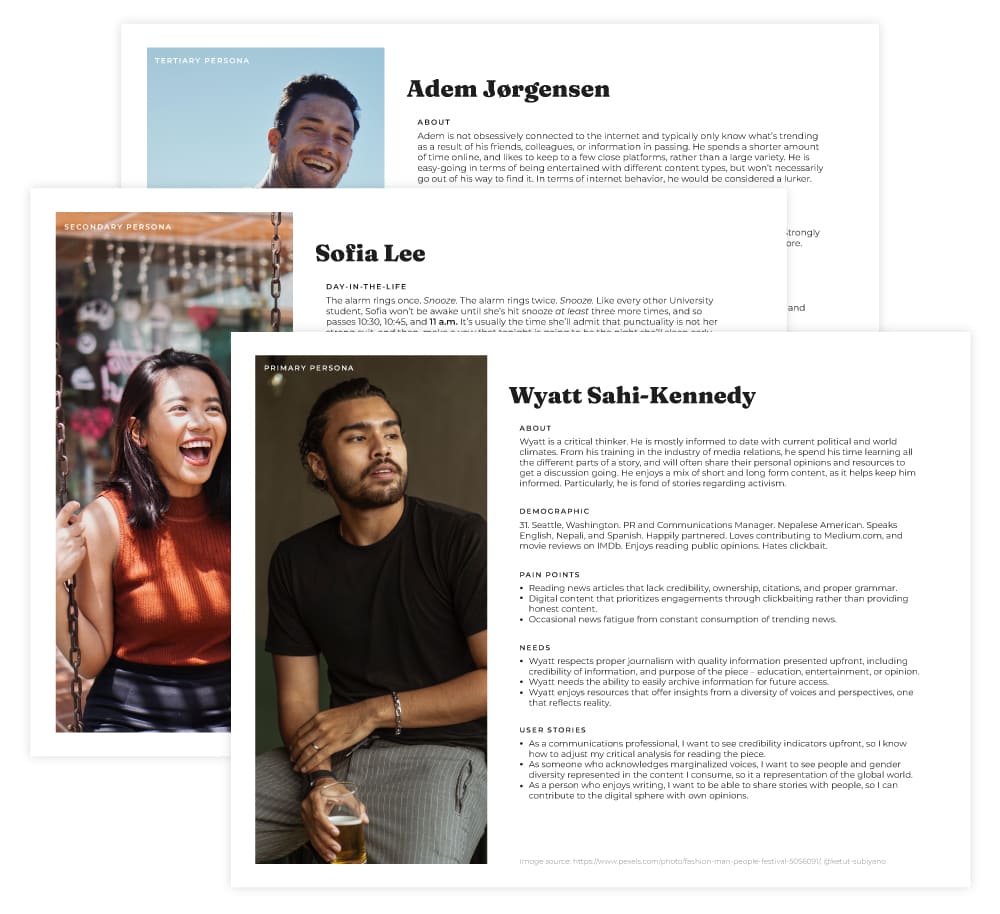 TERTIARY PERSONA
Adem Jørgensen
ABOUT
Adem is not obsessively connected to the internet and typically only know what's trending
as a result of his friends, colleagues, or information in passing. He spends a shorter amount
of time online, and likes to keep to a few close platforms, rather than a large variety. He is
easy-going in terms of being entertained with different content types, but won't necessarily
go out of his way to find it. In terms of internet behavior, he would be considered a lurker.
strongly
and
SECONDARY PERSONA
Sofia Lee
DAY-IN-THE-LIFE
The alarm rings once. Snooze. The alarm rings twice. Snooze. Like every other University
student, Sofia won't be awake until she's hit snooze at least three more times, and so
passes 10:30, 10:45, and 11 a.m. It's usually the time she'll admit that punctuality is not her
PRIMARY PERSONA
Wyatt Sahi-Kennedy
ABOUT
Wyatt is a critical thinker. He is mostly informed to date with current political and world
climates. From his training in the industry of media relations, he spend his time learning all
the different parts of a story, and will often share their personal opinions and resources to
get a discussion going. He enjoys a mix of short and long form content, as it helps keep him
informed. Particularly, he is fond of stories regarding activism.
DEMOGRAPHIC
31. Seattle, Washington. PR and Communications Manager. Nepalese American. Speaks
English, Nepali, and Spanish. Happily partnered. Loves contributing to Medium.com, and
movie reviews on IMDb. Enjoys reading public opinions. Hates clickbait.
PAIN POINTS
• Reading news articles that lack credibility, ownership, citations, and proper grammar.
• Digital content that prioritizes engagements through clickbaiting rather than providing
honest content.
• Occasional news fatigue from constant consumption of trending news.
NEEDS
• Wyatt respects proper journalism with quality information presented upfront, including
credibility of information, and purpose of the piece – education, entertainment, or opinion.
• Wyatt needs the ability to easily archive information for future access.
• Wyatt enjoys resources that offer insights from a diversity of voices and perspectives, one
that reflects reality.
USER STORIES
• As a communications professional, I want to see credibility indicators upfront, so I know
how to adjust my critical analysis for reading the piece.
• As someone who acknowledges marginalized voices, I want to see people and gender
diversity represented in the content I consume, so it a representation of the global world.
• As a person who enjoys writing, I want to be able to share stories with people, so I can
contribute to the digital sphere with own opinions.
Image source: https://www.pexels.com/photo/fashion-man-people-festival-5056091/, @ketut-subiyano